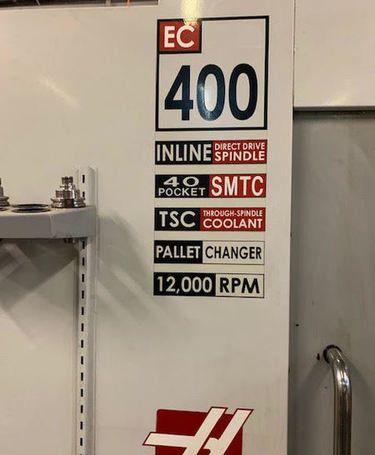 EC
400
INLINE DIRECT DRIVE SPINDLE
40 POCKET SMTC
TSC THROUGH-SPINDLE COOLANT
PALLET CHANGER
12,000 RPM